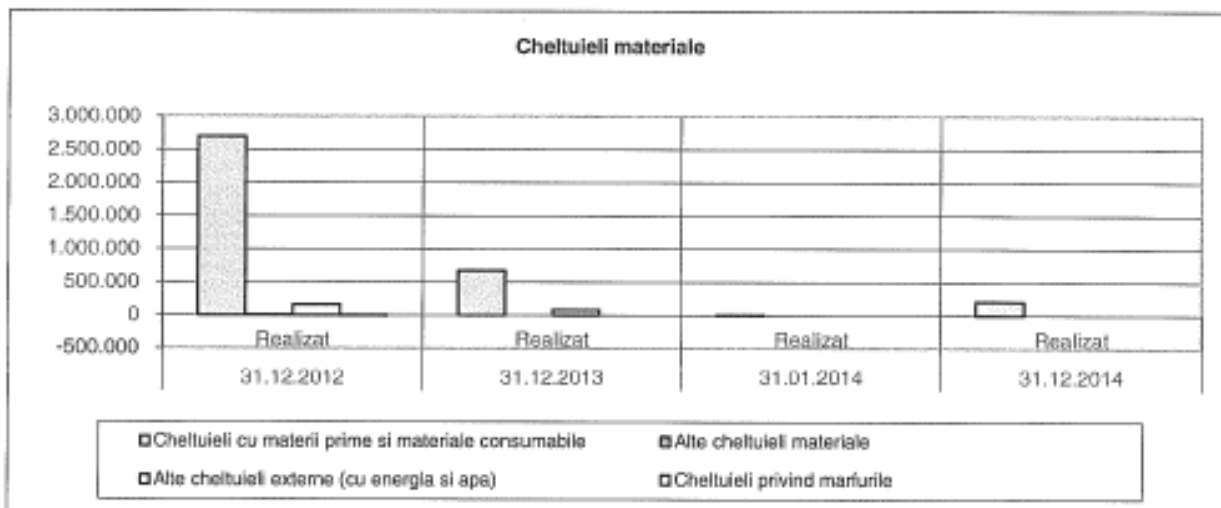 Cheltuieli materiale
3.000.000
2.500.000
2.000.000
1.500.000
1.000.000
500.000
0
-500.000
Realizat Realizat Realizat Realizat
31.12.2012 31.12.2013 31.01.2014 31.12.2014
Cheltuieli cu materii prime si materiale consumabile Alte cheltuieli materiale
Alte cheltuieli externe (cu energia si apa) Cheltuieli privind marfurile